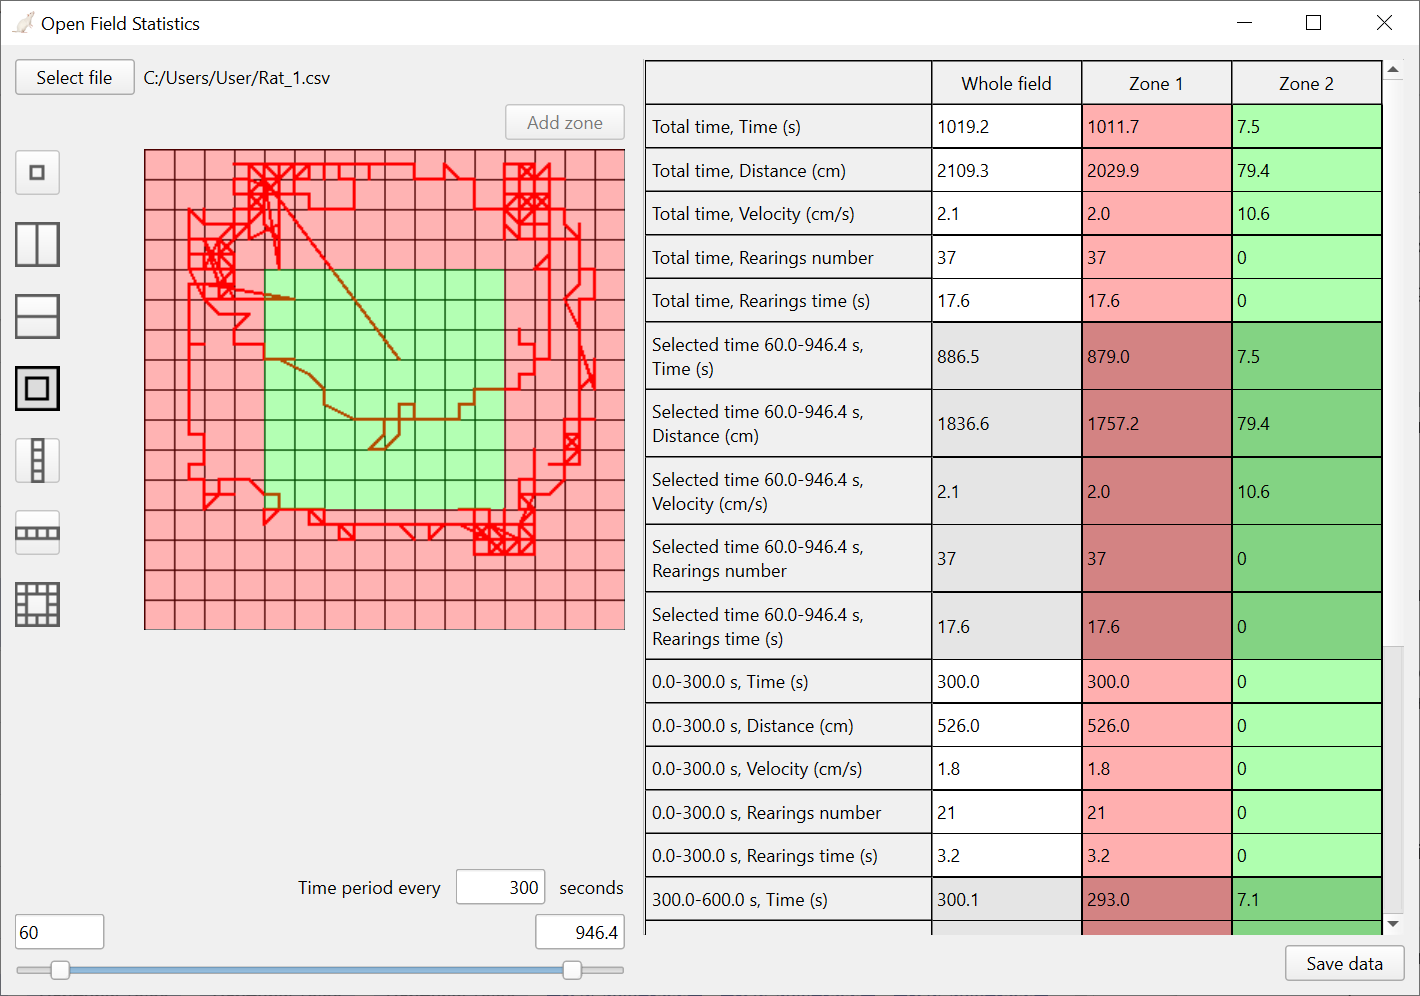 Open Field Statistics
Select file C:/Users/User/Rat_1.csv
Add zone
Whole field Zone 1 Zone 2
Total time, Time (s) 1019.2 1011.7 7.5
Total time, Distance (cm) 2109.3 2029.9 79.4
Total time, Velocity (cm/s) 2.1 2.0 10.6
Total time, Rearings number 37 37 0
Total time, Rearings time (s) 17.6 17.6 0
Selected time 60.0-946.4 s,
Time (s) 886.5 879.0 7.5
Selected time 60.0-946.4 s,
Distance (cm) 1836.6 1757.2 79.4
Selected time 60.0-946.4 s,
Velocity (cm/s) 2.1 2.0 10.6
Selected time 60.0-946.4 s,
Rearings number 37 37 0
Selected time 60.0-946.4 s,
Rearings time (s) 17.6 17.6 0
0.0-300.0 s, Time (s) 300.0 300.0 0
0.0-300.0 s, Distance (cm) 526.0 526.0 0
0.0-300.0 s, Velocity (cm/s) 1.8 1.8 0
0.0-300.0 s, Rearings number 21 21 0
0.0-300.0 s, Rearings time (s) 3.2 3.2 0
300.0-600.0 s, Time (s) 300.1 293.0 7.1
Time period every 300 seconds
60 946.4
Save data